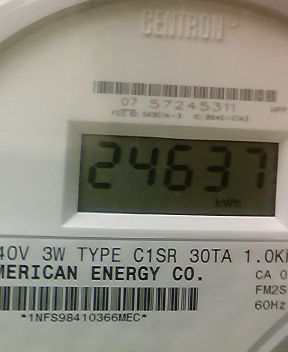 CENTRON
07 57245311
24637
kWh
40V 3W TYPE C1SR 30TA 1.0K
MERICAN ENERGY CO.
CA 0
FM2S
60Hz
*1NFS98410366MEC*